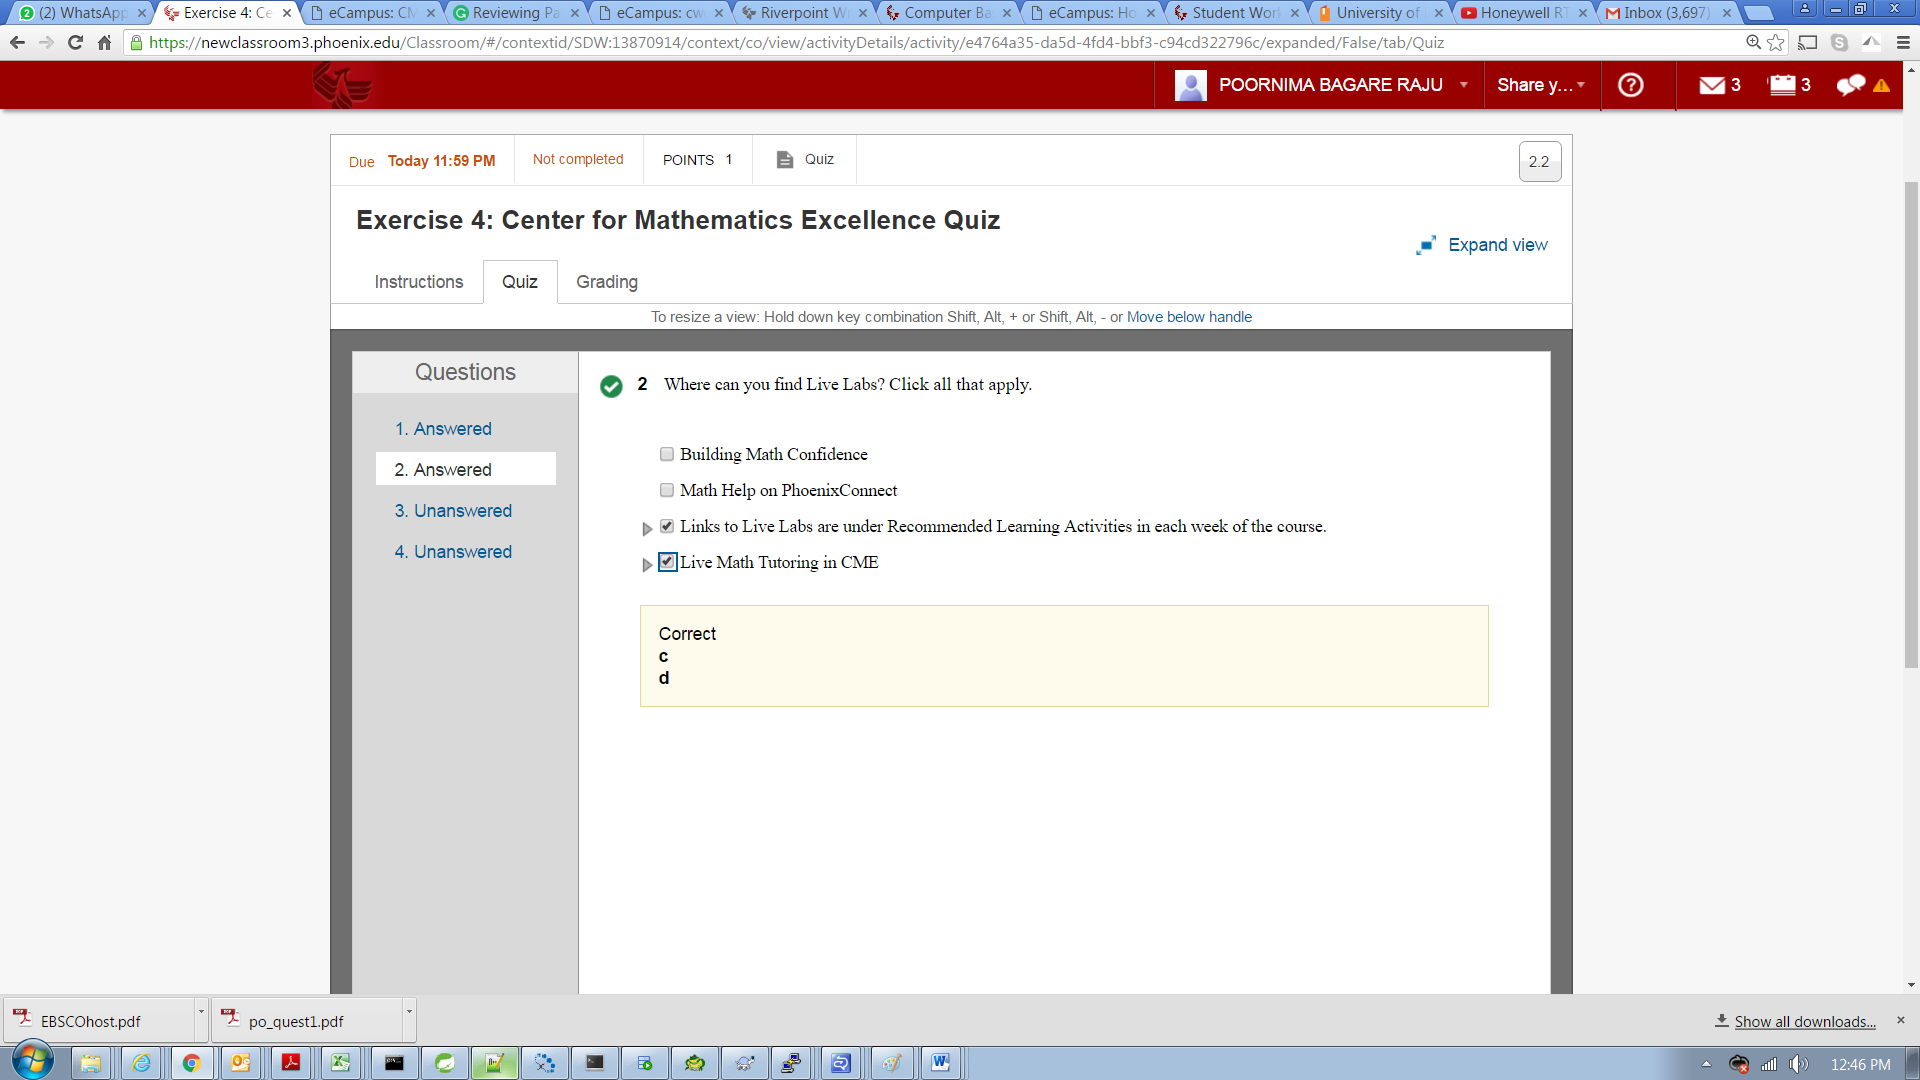 (2) WhatsApp
Exercise 4: Ce
eCampus: CM
Reviewing Pa
eCampus: cw
Riverpoint W
Computer Ba
eCampus: Ho
Student Wor
University of
Honeywell RT
Inbox (3,697)
https://newclassroom3.phoenix.edu/Classroom/#/contextid/SDW:13870914/context/co/view/activityDetails/activity/e4764a35-da5d-4fd4-bbf3-c94cd322796c/expanded/False/tab/Quiz
POORNIMA BAGARE RAJU
Share y...
3
3
Due Today 11:59 PM
Not completed
POINTS 1
Quiz
2.2
Exercise 4: Center for Mathematics Excellence Quiz
Expand view
Instructions
Quiz
Grading
To resize a view: Hold down key combination Shift, Alt, + or Shift, Alt, - or Move below handle
Questions
1. Answered
2. Answered
3. Unanswered
4. Unanswered
2 Where can you find Live Labs? Click all that apply.
Building Math Confidence
Math Help on PhoenixConnect
Links to Live Labs are under Recommended Learning Activities in each week of the course.
Live Math Tutoring in CME
Correct
c
d
EBSCOhost.pdf
po_quest1.pdf
Show all downloads...
12:46 PM